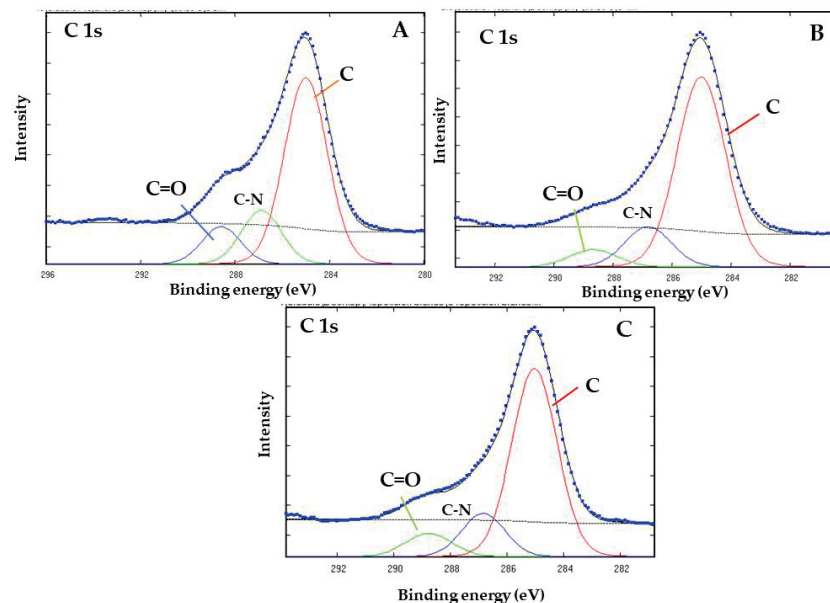 C 1s
A
C
C=O
C-N
Intensity
296
292
288
284
280
Binding energy (eV)
C 1s
B
C
C=O
C-N
Intensity
292
290
288
286
284
282
Binding energy (eV)
C 1s
C
C
C=O
C-N
Intensity
292
290
288
286
284
282
Binding energy (eV)